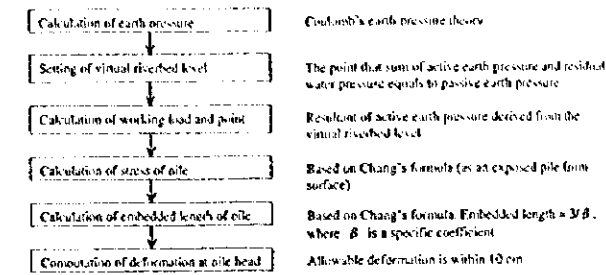 Calculation of earth pressure
Coulomb's earth pressure theory
Setting of virtual riverbed level
The point that sum of active earth pressure and residual
water pressure equals to passive earth pressure
Calculation of working load and point
Resultant of active earth pressure derived from the
virtual riverbed level
Calculation of stress of pile
Based on Chang's formula (as an exposed pile from
surface)
Calculation of embedded length of pile
Based on Chang's formula. Embedded length = 3/β,
where β is a specific coefficient
Computation of deformation at pile head
Allowable deformation is within 10 cm